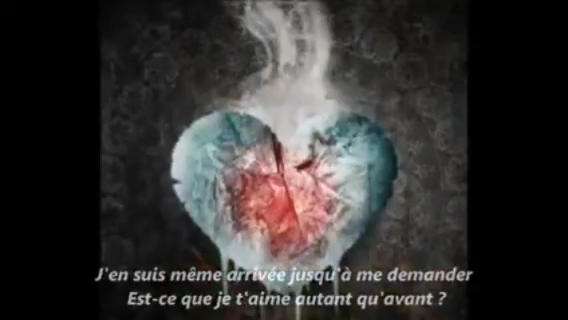 J'en suis même arrivée jusqu'à me demander
Est-ce que je t'aime autant qu'avant ?